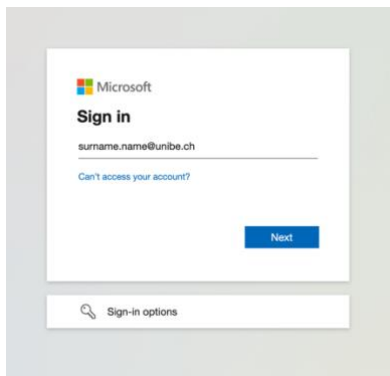 Microsoft
Sign in
surname.name@unibe.ch
Can't access your account?
Next
Sign-in options